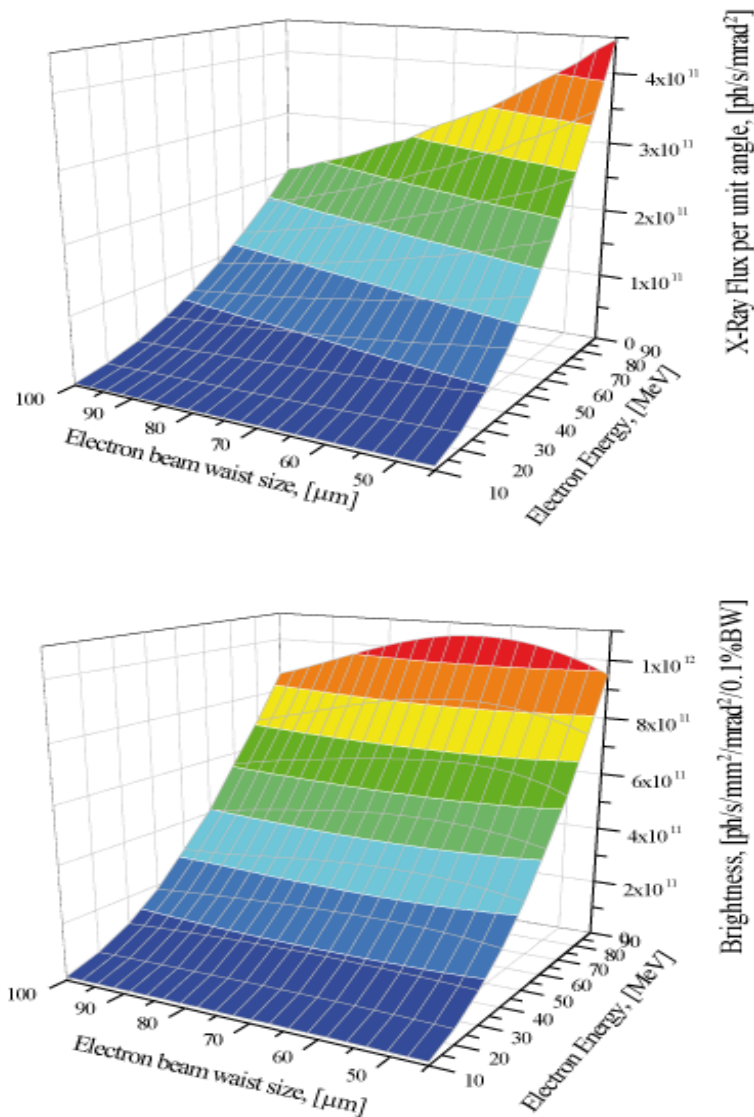 X-Ray Flux per unit angle, [ph/s/mrad²]
4x10¹¹
3x10¹¹
2x10¹¹
1x10¹¹
0
90
80
70
60
50
40
30
20
10
Electron Energy, [MeV]
100
90
80
70
60
50
Electron beam waist size, [μm]
Brightness, [ph/s/mm²/mrad²/0.1%BW]
1x10¹²
8x10¹¹
6x10¹¹
4x10¹¹
2x10¹¹
0
90
80
70
60
50
40
30
20
10
Electron Energy, [MeV]
100
90
80
70
60
50
Electron beam waist size, [μm]